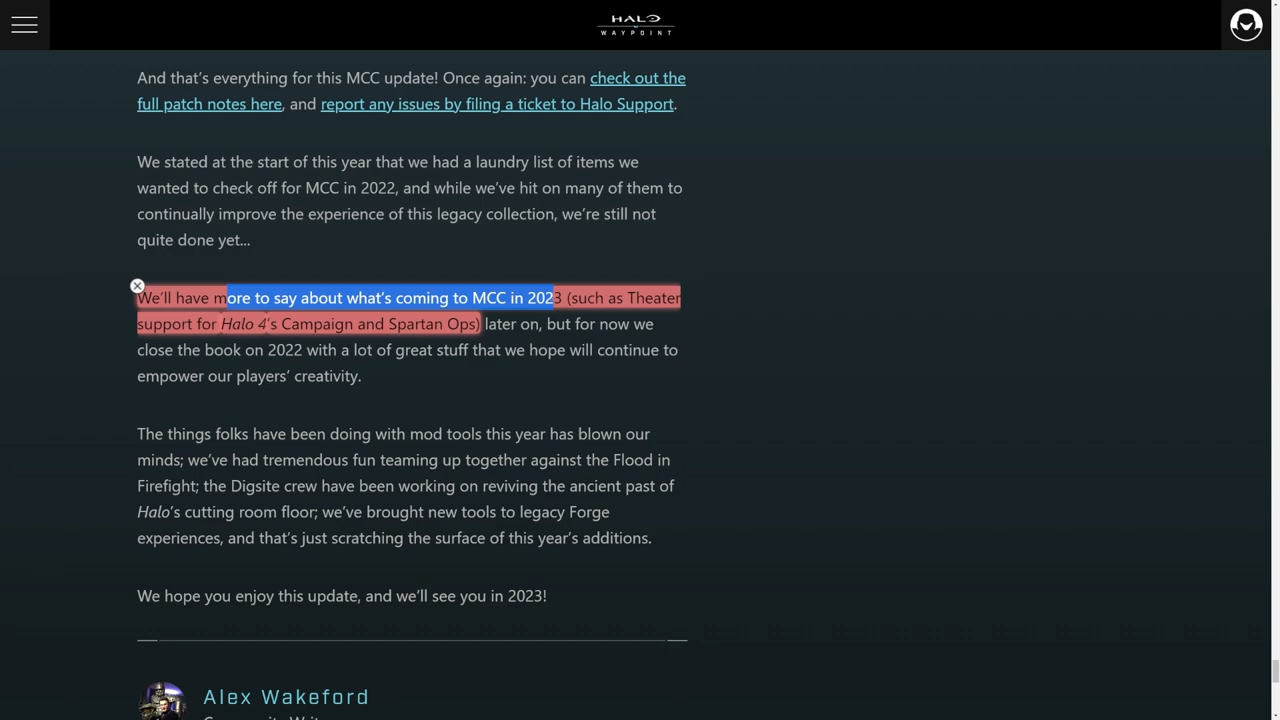 HALO
WAYPOINT
And that’s everything for this MCC update! Once again: you can check out the
full patch notes here, and report any issues by filing a ticket to Halo Support.
We stated at the start of this year that we had a laundry list of items we
wanted to check off for MCC in 2022, and while we’ve hit on many of them to
continually improve the experience of this legacy collection, we’re still not
quite done yet...
We’ll have more to say about what’s coming to MCC in 2023 (such as Theater
support for Halo 4’s Campaign and Spartan Ops) later on, but for now we
close the book on 2022 with a lot of great stuff that we hope will continue to
empower our players’ creativity.
The things folks have been doing with mod tools this year has blown our
minds; we’ve had tremendous fun teaming up together against the Flood in
Firefight; the Digsite crew have been working on reviving the ancient past of
Halo’s cutting room floor; we’ve brought new tools to legacy Forge
experiences, and that’s just scratching the surface of this year’s additions.
We hope you enjoy this update, and we’ll see you in 2023!
Alex Wakeford